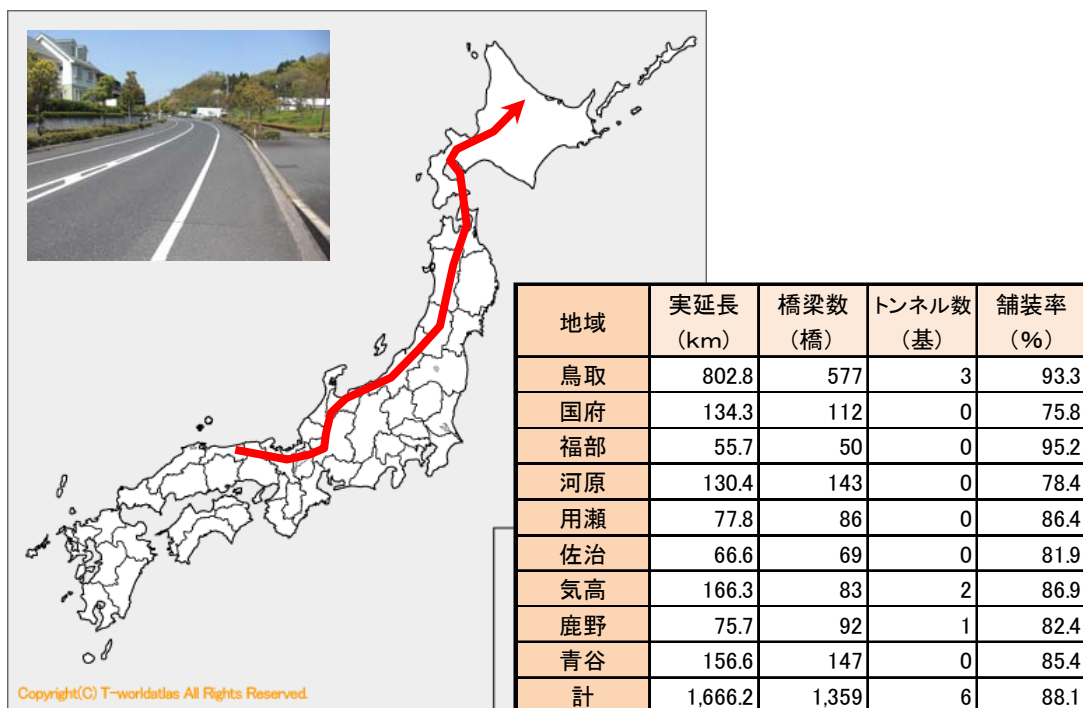 地域 実延長（km） 橋梁数（橋） トンネル数（基） 舗装率（%）
鳥取 802.8 577 3 93.3
国府 134.3 112 0 75.8
福部 55.7 50 0 95.2
河原 130.4 143 0 78.4
用瀬 77.8 86 0 86.4
佐治 66.6 69 0 81.9
気高 166.3 83 2 86.9
鹿野 75.7 92 1 82.4
青谷 156.6 147 0 85.4
計 1,666.2 1,359 6 88.1
Copyright(C) T-worldatlas All Rights Reserved.